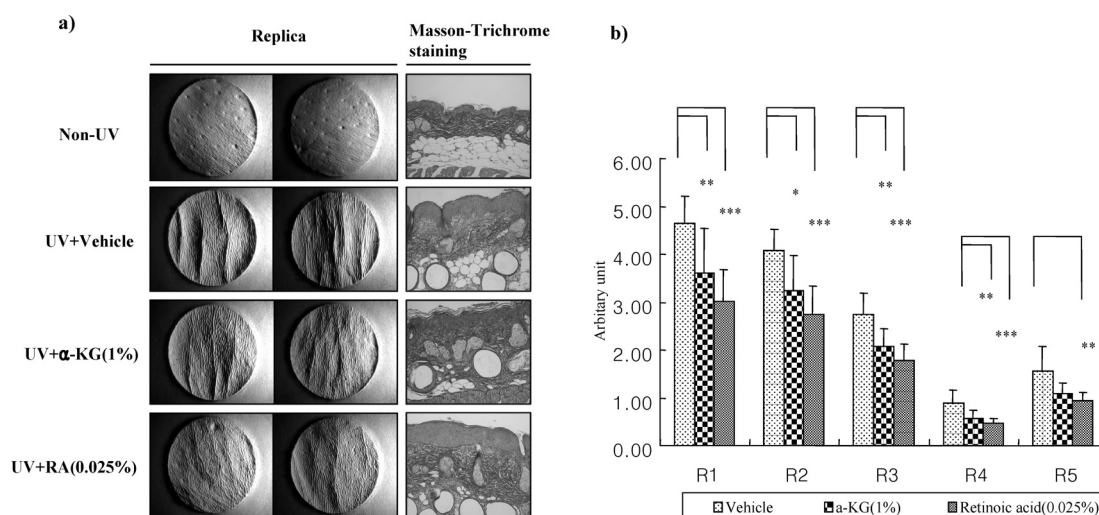 a)
Replica
Masson-Trichrome
staining
Non-UV
UV+Vehicle
UV+α-KG(1%)
UV+RA(0.025%)
b)
Arbitary unit
6.00
5.00
4.00
3.00
2.00
1.00
0.00
**
***
*
***
**
***
**
***
**
R1 R2 R3 R4 R5
Vehicle a-KG(1%) Retinoic acid(0.025%)